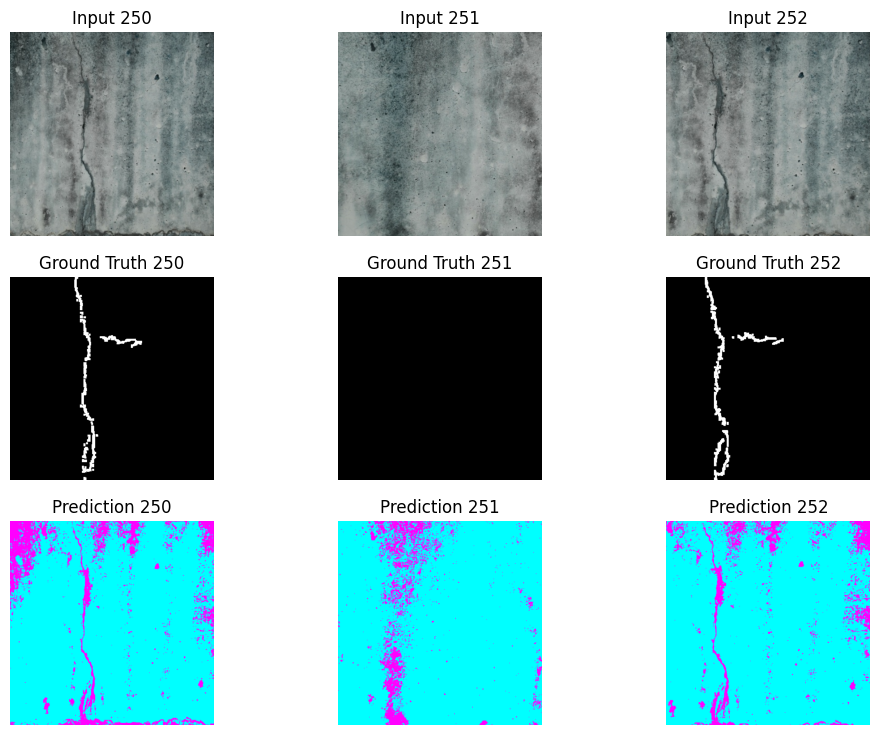 Input 250
Input 251
Input 252
Ground Truth 250
Ground Truth 251
Ground Truth 252
Prediction 250
Prediction 251
Prediction 252